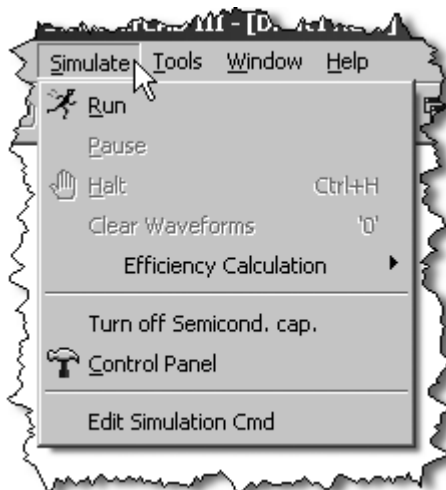 Simulate Tools Window Help
Run
Pause
Halt Ctrl+H
Clear Waveforms '0'
Efficiency Calculation
Turn off Semicond. cap.
Control Panel
Edit Simulation Cmd